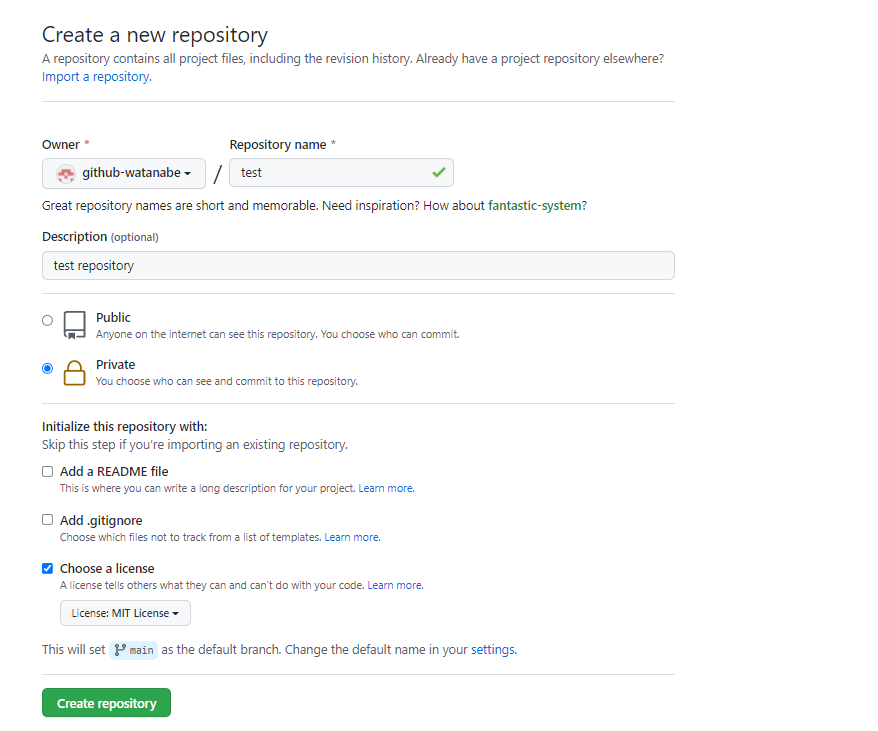 Create a new repository
A repository contains all project files, including the revision history. Already have a project repository elsewhere?
Import a repository.
Owner * Repository name *
github-watanabe / test
Great repository names are short and memorable. Need inspiration? How about fantastic-system?
Description (optional)
test repository
Public
Anyone on the internet can see this repository. You choose who can commit.
Private
You choose who can see and commit to this repository.
Initialize this repository with:
Skip this step if you're importing an existing repository.
Add a README file
This is where you can write a long description for your project. Learn more.
Add .gitignore
Choose which files not to track from a list of templates. Learn more.
Choose a license
A license tells others what they can and can't do with your code. Learn more.
License: MIT License
This will set main as the default branch. Change the default name in your settings.
Create repository